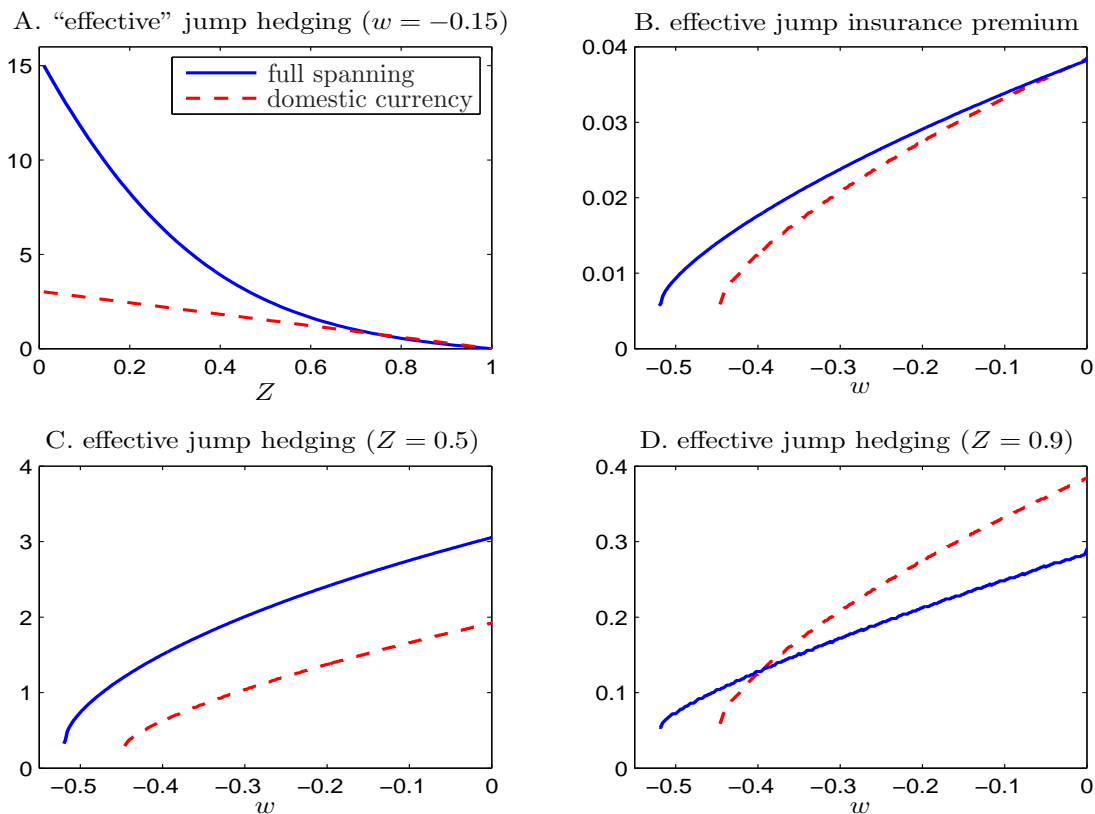 A. “effective” jump hedging (w = −0.15)
15
10
5
0
full spanning
domestic currency
0 0.2 0.4 0.6 0.8 1
Z
B. effective jump insurance premium
0.04
0.03
0.02
0.01
0
−0.5 −0.4 −0.3 −0.2 −0.1 0
w
C. effective jump hedging (Z = 0.5)
4
3
2
1
0
−0.5 −0.4 −0.3 −0.2 −0.1 0
w
D. effective jump hedging (Z = 0.9)
0.4
0.3
0.2
0.1
0
−0.5 −0.4 −0.3 −0.2 −0.1 0
w